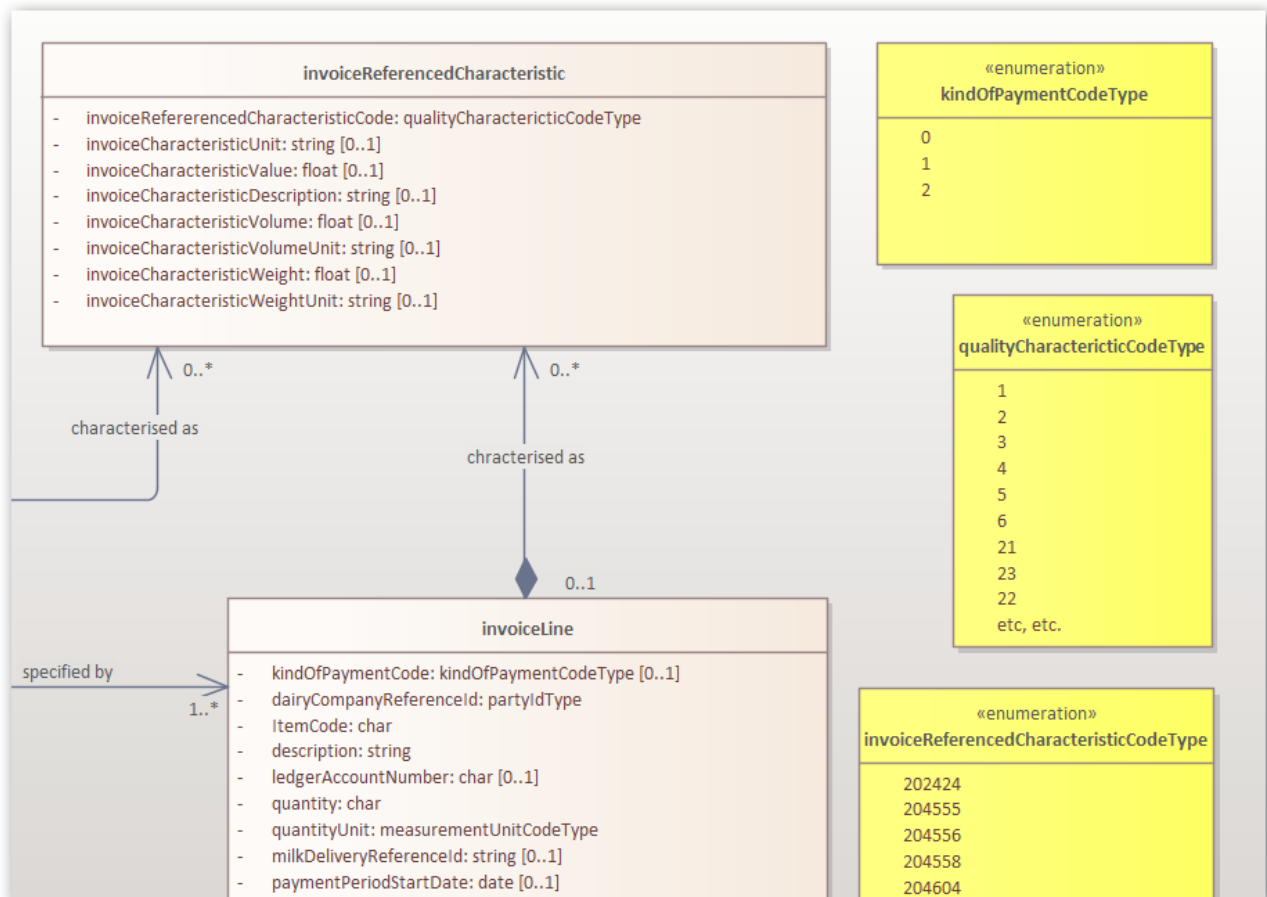 invoiceReferencedCharacteristic
- invoiceRefererencedCharacteristicCode: qualityCharactericticCodeType
- invoiceCharacteristicUnit: string [0..1]
- invoiceCharacteristicValue: float [0..1]
- invoiceCharacteristicDescription: string [0..1]
- invoiceCharacteristicVolume: float [0..1]
- invoiceCharacteristicVolumeUnit: string [0..1]
- invoiceCharacteristicWeight: float [0..1]
- invoiceCharacteristicWeightUnit: string [0..1]
«enumeration»
kindOfPaymentCodeType
0
1
2
«enumeration»
qualityCharactericticCodeType
1
2
3
4
5
6
21
23
22
etc, etc.
0..*
0..*
characterised as
chracterised as
0..1
specified by
1..*
invoiceLine
- kindOfPaymentCode: kindOfPaymentCodeType [0..1]
- dairyCompanyReferenceId: partyIdType
- ItemCode: char
- description: string
- ledgerAccountNumber: char [0..1]
- quantity: char
- quantityUnit: measurementUnitCodeType
- milkDeliveryReferenceId: string [0..1]
- paymentPeriodStartDate: date [0..1]
«enumeration»
invoiceReferencedCharacteristicCodeType
202424
204555
204556
204558
204604